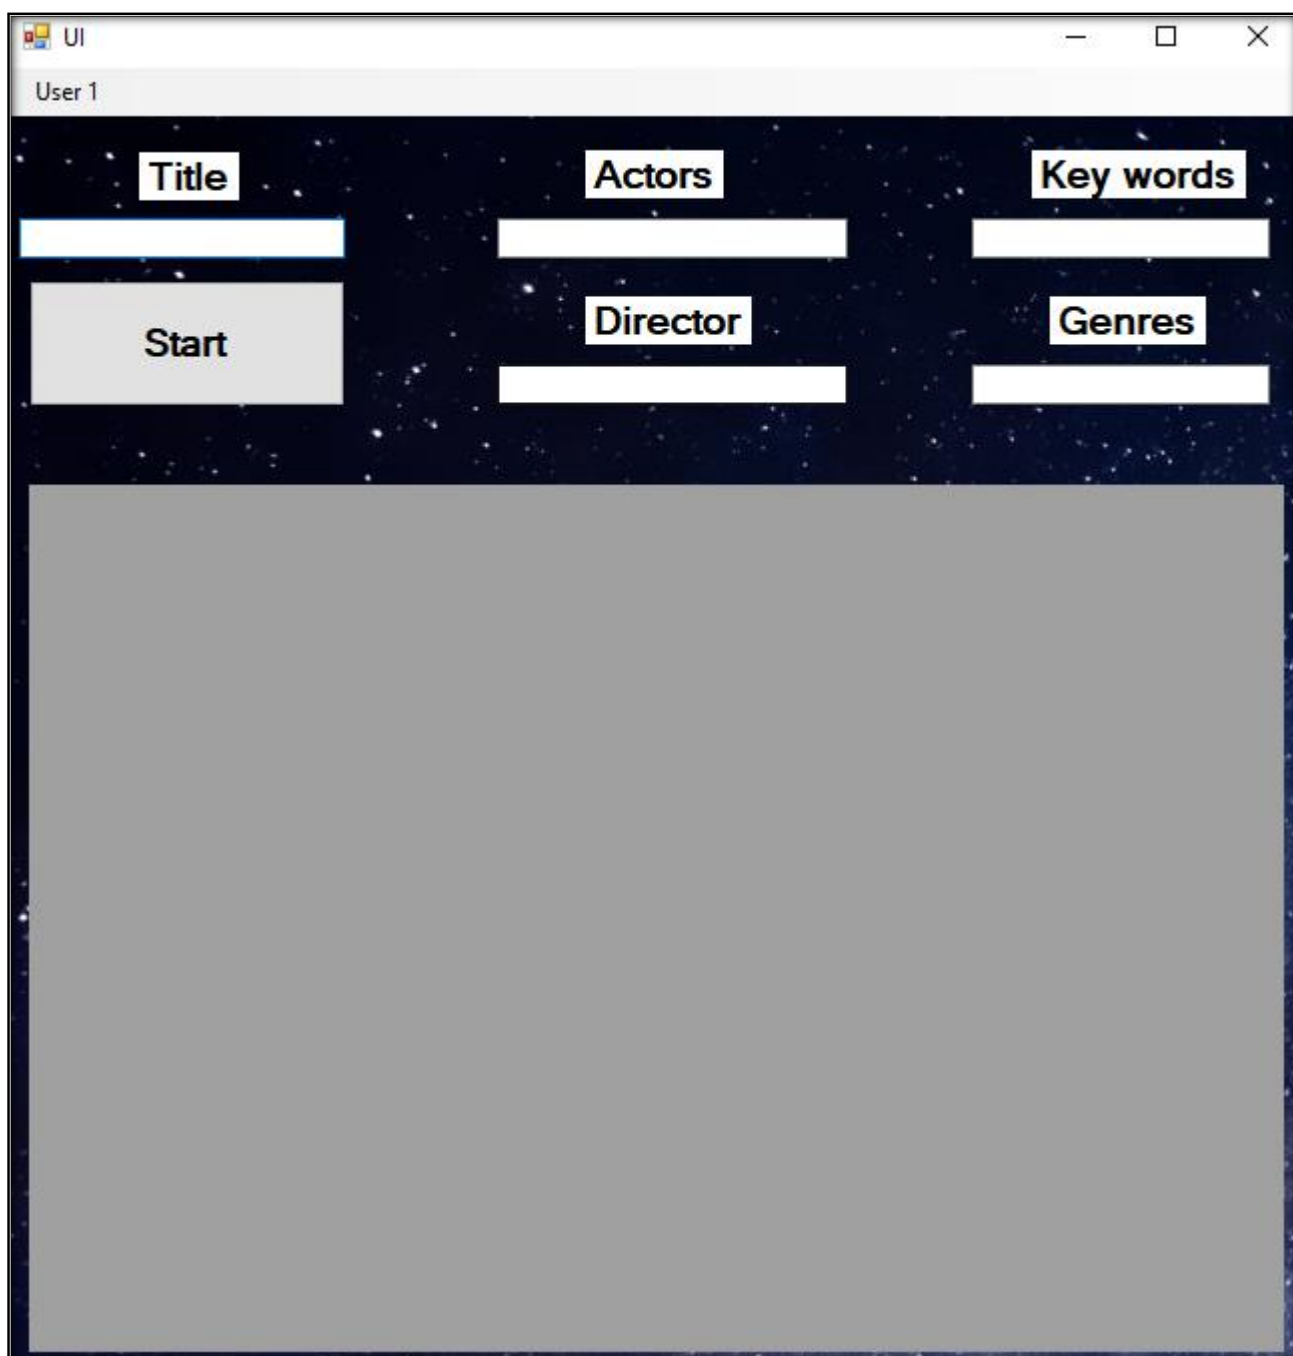 UI
User 1
Title
Actors
Key words
Start
Director
Genres